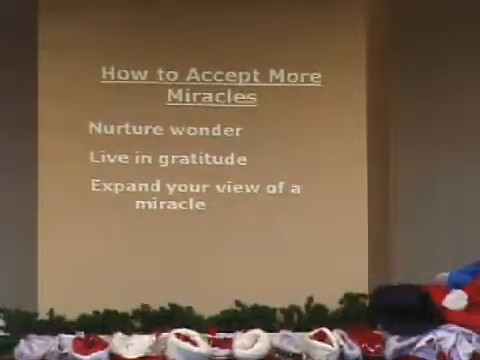 How to Accept More
Miracles
Nurture wonder
Live in gratitude
Expand your view of a
miracle